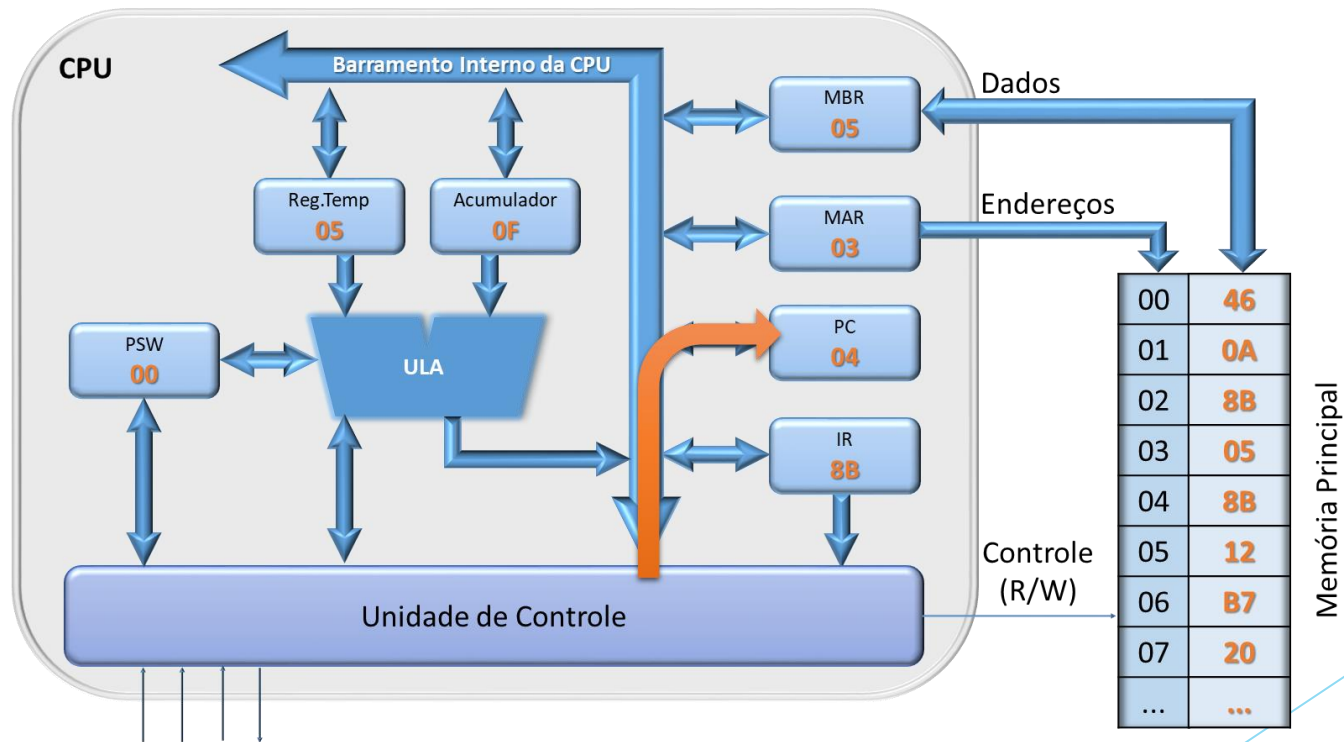 CPU
Barramento Interno da CPU
MBR
05
Dados
Reg.Temp
05
Acumulador
0F
MAR
03
Endereços
PSW
00
ULA
PC
04
IR
8B
Unidade de Controle
Controle
(R/W)
00 46
01 0A
02 8B
03 05
04 8B
05 12
06 B7
07 20
... ...
Memória Principal